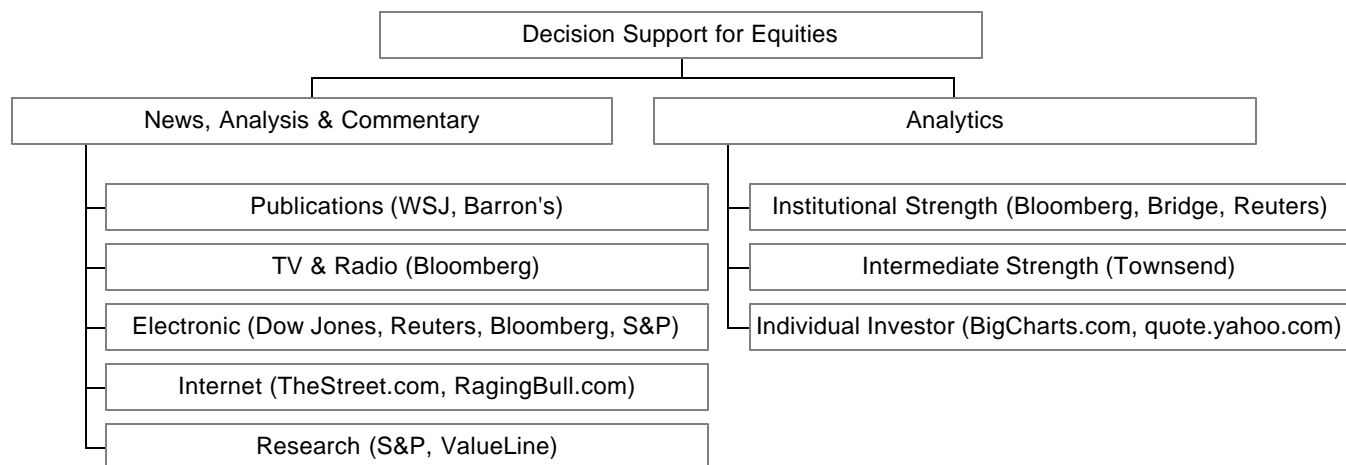 Decision Support for Equities
News, Analysis & Commentary
Analytics
Publications (WSJ, Barron's)
TV & Radio (Bloomberg)
Electronic (Dow Jones, Reuters, Bloomberg, S&P)
Internet (TheStreet.com, RagingBull.com)
Research (S&P, ValueLine)
Institutional Strength (Bloomberg, Bridge, Reuters)
Intermediate Strength (Townsend)
Individual Investor (BigCharts.com, quote.yahoo.com)